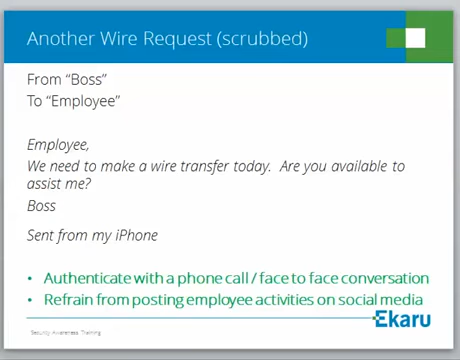 Another Wire Request (scrubbed)
From “Boss”
To “Employee”
Employee,
We need to make a wire transfer today.  Are you available to
assist me?
Boss
Sent from my iPhone
• Authenticate with a phone call / face to face conversation
• Refrain from posting employee activities on social media
Ekaru
Security Awareness Training